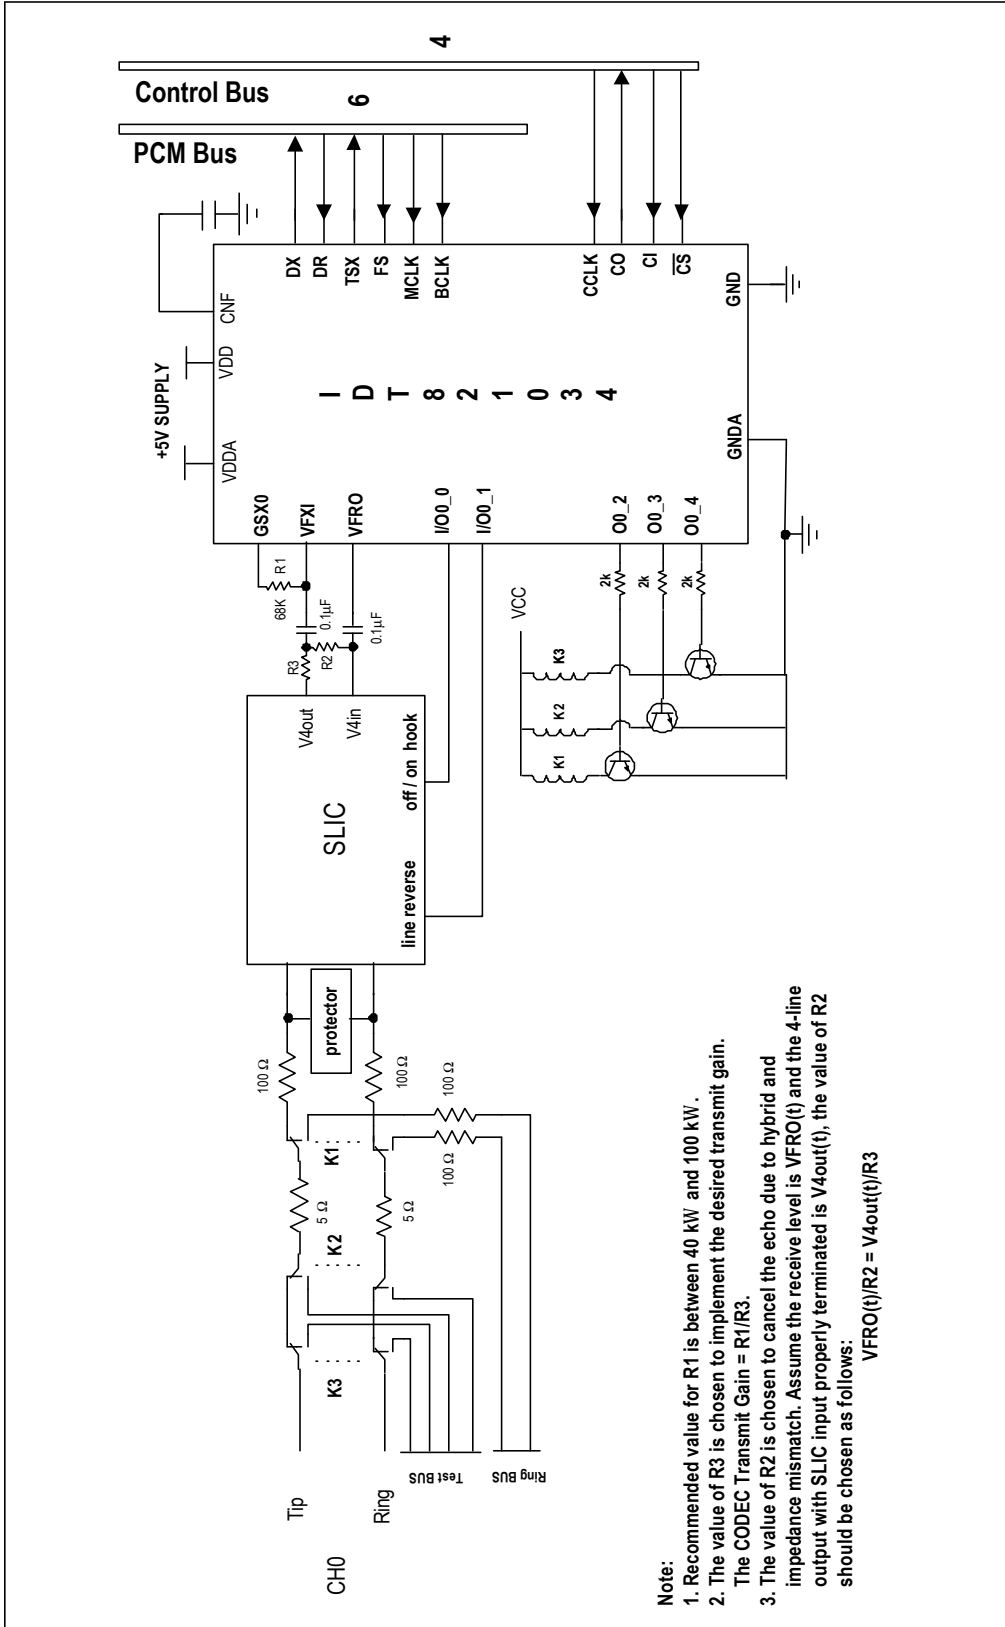 Control Bus
4
PCM Bus
6
+5V SUPPLY
VDDA
VDD
CNF
DX
DR
TSX
FS
MCLK
BCLK
CCLK
CO
CI
CS
IDT821034
GSX0
VFXI
VFRO
I/O0_0
I/O0_1
O0_2
O0_3
O0_4
GNDA
GND
R1
68K
0.1µF
0.1µF
R3
R2
2k
2k
2k
VCC
K1
K2
K3
V4out
V4in
SLIC
line reverse
off / on hook
protector
100 Ω
100 Ω
100 Ω
100 Ω
K1
5 Ω
5 Ω
K2
K3
Tip
Ring
CH0
Test BUS
Ring BUS
Note:
1. Recommended value for R1 is between 40 kW and 100 kW.
2. The value of R3 is chosen to implement the desired transmit gain.
The CODEC Transmit Gain = R1/R3.
3. The value of R2 is chosen to cancel the echo due to hybrid and
impedance mismatch. Assume the receive level is VFRO(t) and the 4-line
output with SLIC input properly terminated is V4out(t), the value of R2
should be chosen as follows:
VFRO(t)/R2 = V4out(t)/R3